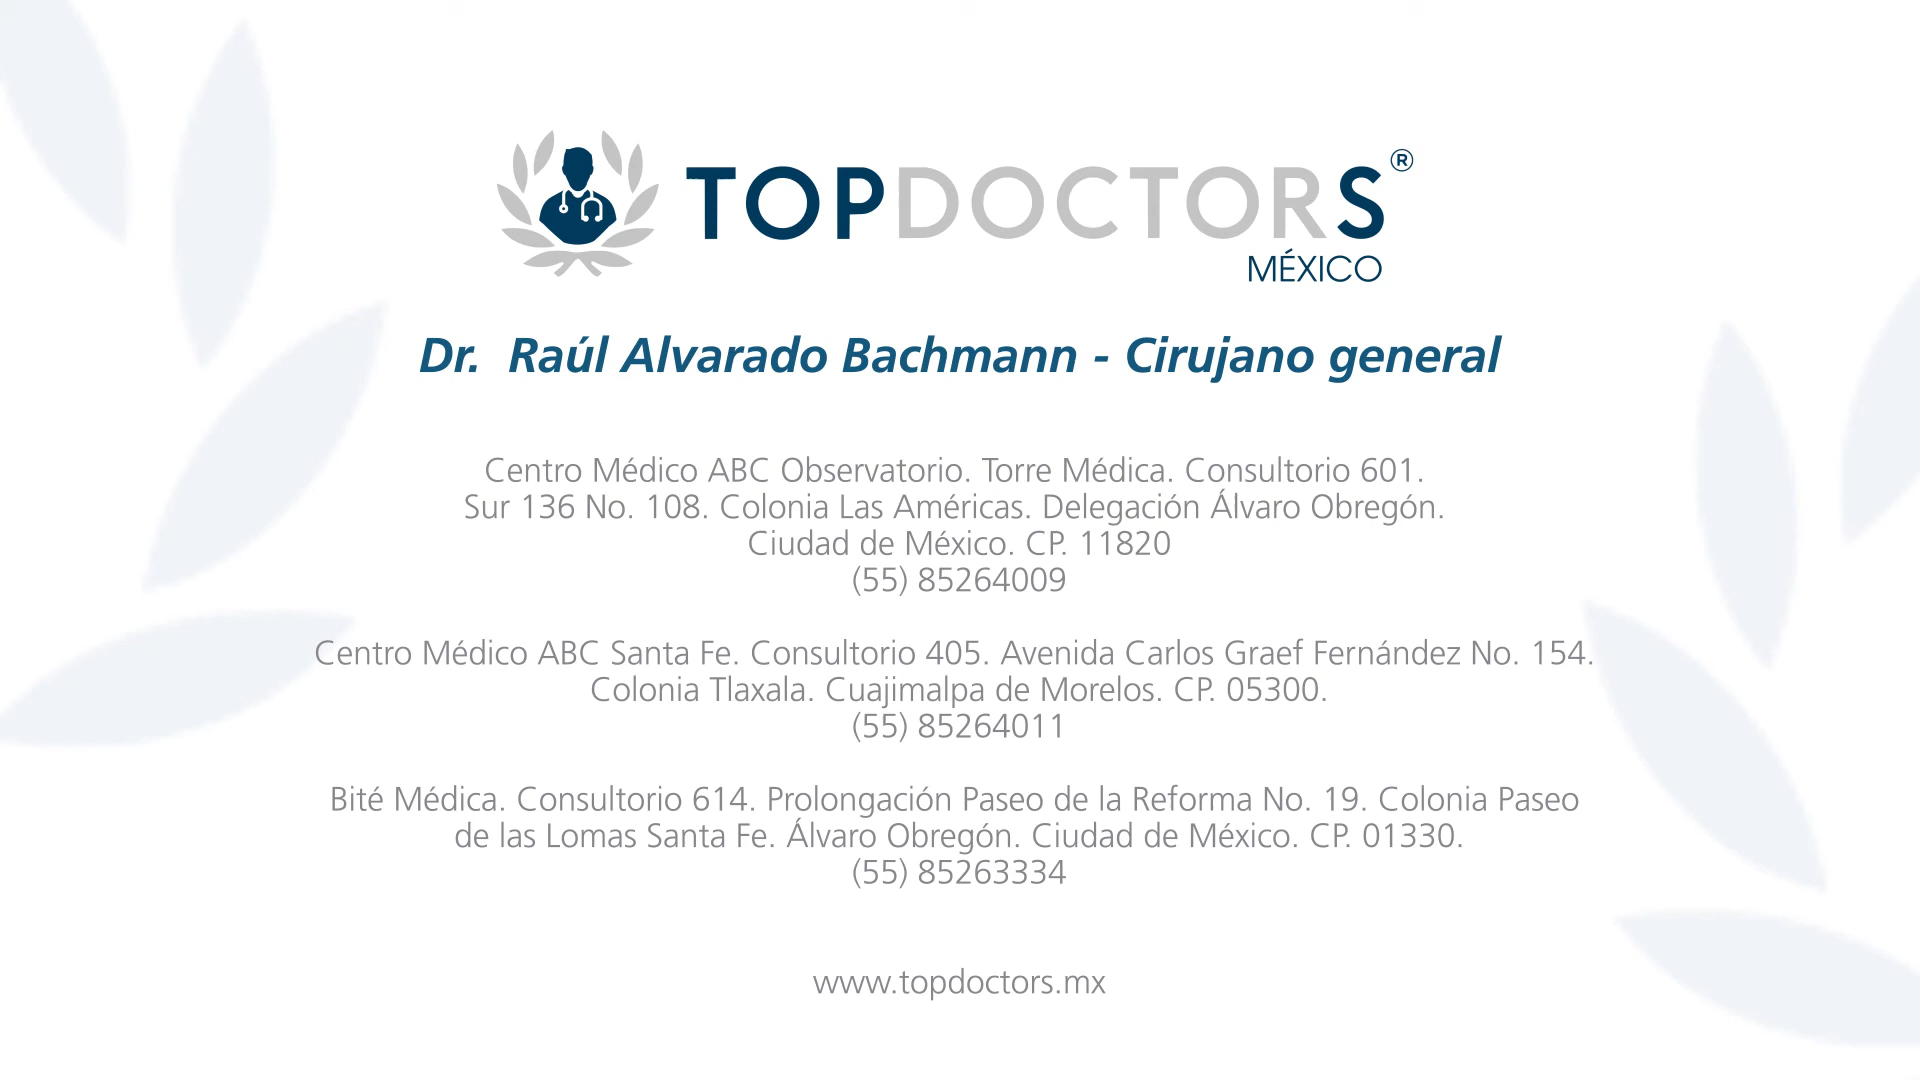 TOPDOCTORS®
MÉXICO
Dr. Raúl Alvarado Bachmann - Cirujano general
Centro Médico ABC Observatorio. Torre Médica. Consultorio 601.
Sur 136 No. 108. Colonia Las Américas. Delegación Álvaro Obregón.
Ciudad de México. CP. 11820
(55) 85264009
Centro Médico ABC Santa Fe. Consultorio 405. Avenida Carlos Graef Fernández No. 154.
Colonia Tlaxala. Cuajimalpa de Morelos. CP. 05300.
(55) 85264011
Bité Médica. Consultorio 614. Prolongación Paseo de la Reforma No. 19. Colonia Paseo
de las Lomas Santa Fe. Álvaro Obregón. Ciudad de México. CP. 01330.
(55) 85263334
www.topdoctors.mx